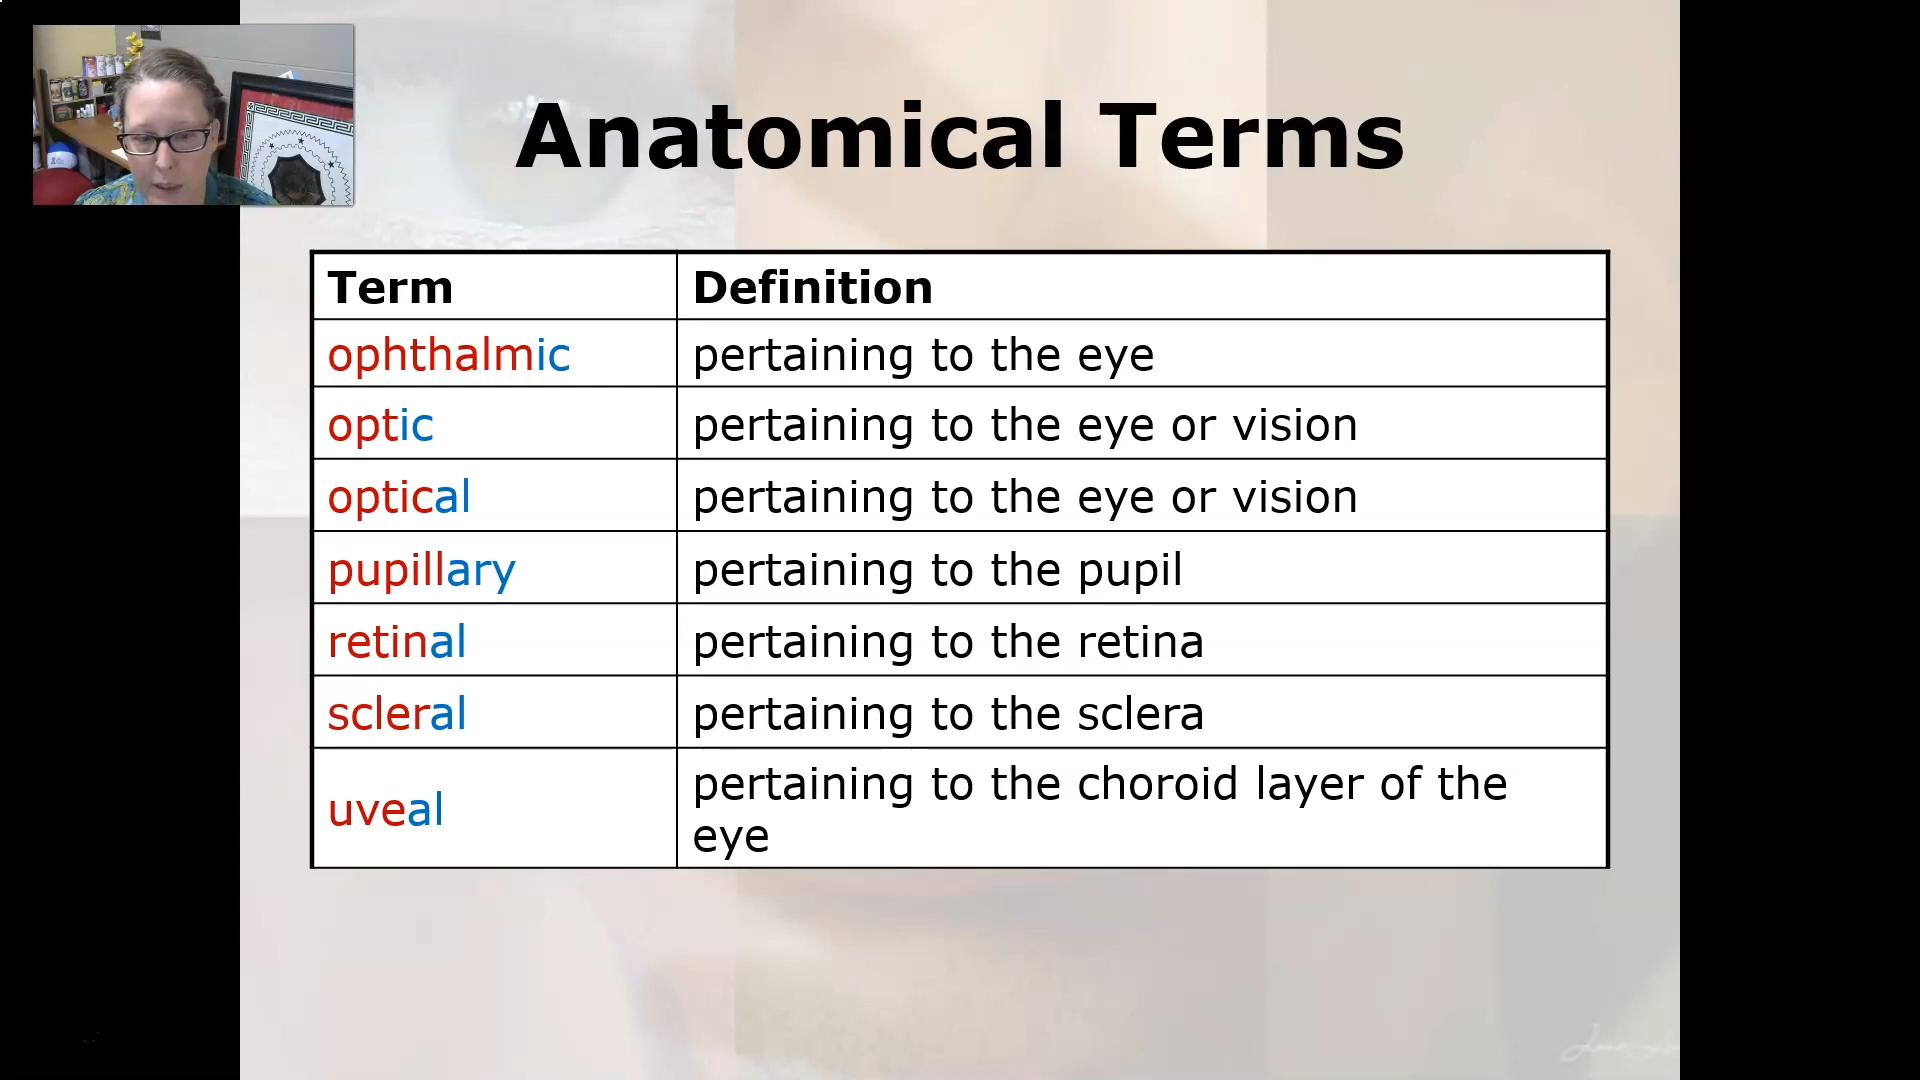 Anatomical Terms
Term Definition
ophthalmic pertaining to the eye
optic pertaining to the eye or vision
optical pertaining to the eye or vision
pupillary pertaining to the pupil
retinal pertaining to the retina
scleral pertaining to the sclera
uveal pertaining to the choroid layer of the
eye